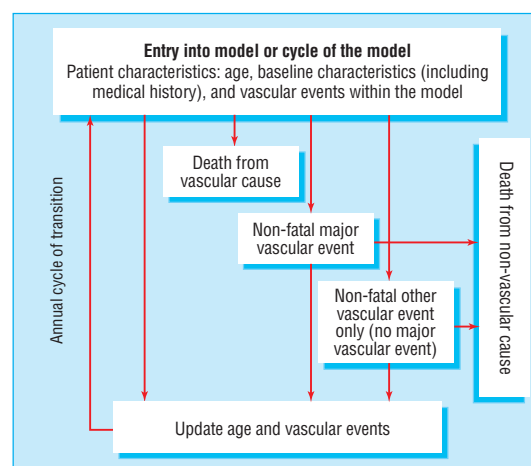 Entry into model or cycle of the model
Patient characteristics: age, baseline characteristics (including
medical history), and vascular events within the model
Death from
vascular cause
Non-fatal major
vascular event
Non-fatal other
vascular event
only (no major
vascular event)
Death from non-vascular
cause
Annual cycle of transition
Update age and vascular events